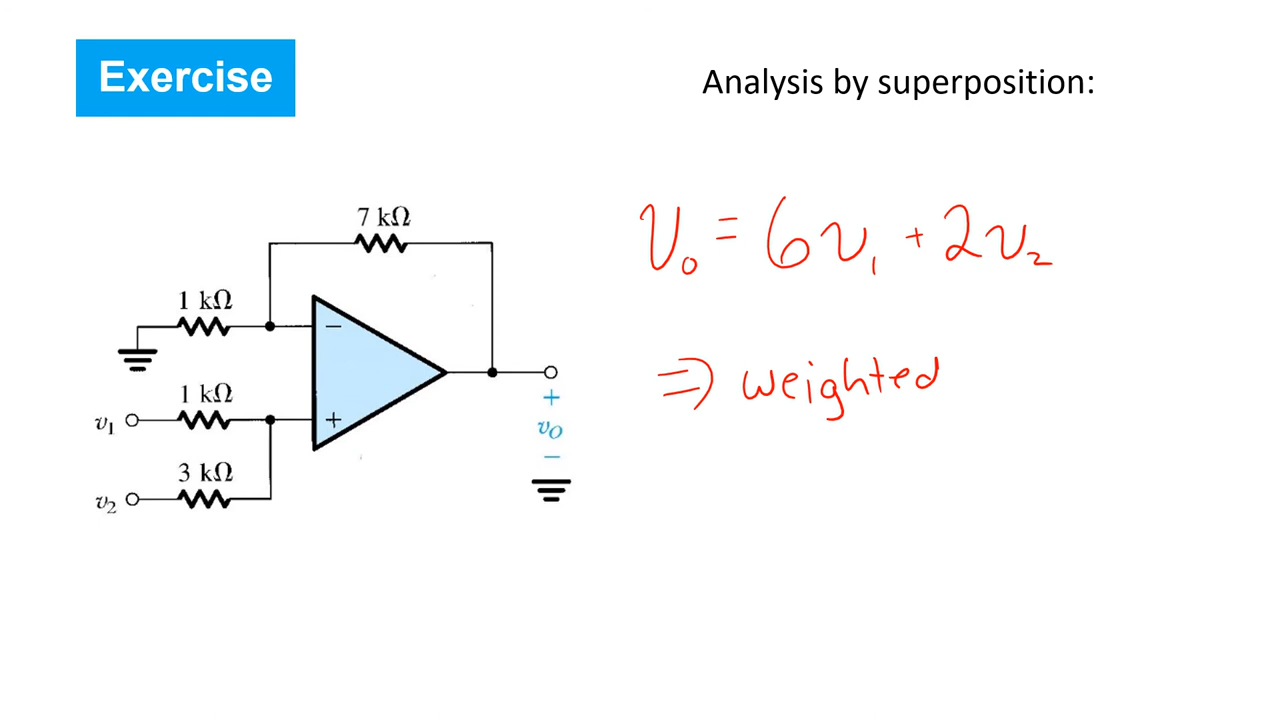 Exercise
Analysis by superposition:
7 kΩ
1 kΩ
−
1 kΩ
v1
+
3 kΩ
v2
+
vO
−
v0 = 6v1 + 2v2
⇒ weighted